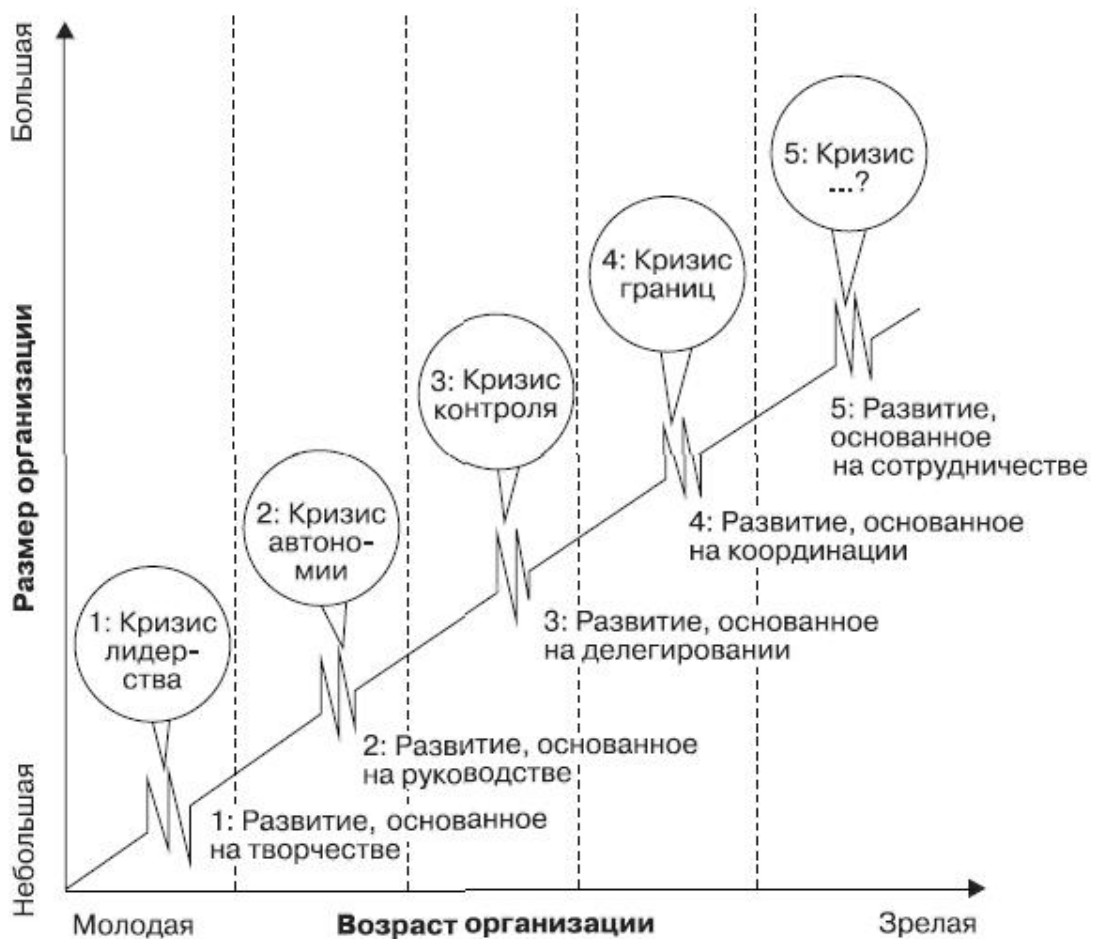 Большая
Размер организации
Небольшая
5: Кризис
...?
4: Кризис
границ
3: Кризис
контроля
2: Кризис
автоно-
мии
1: Кризис
лидер-
ства
5: Развитие,
основанное
на сотрудничестве
4: Развитие, основанное
на координации
3: Развитие, основанное
на делегировании
2: Развитие, основанное
на руководстве
1: Развитие, основанное
на творчестве
Молодая
Возраст организации
Зрелая